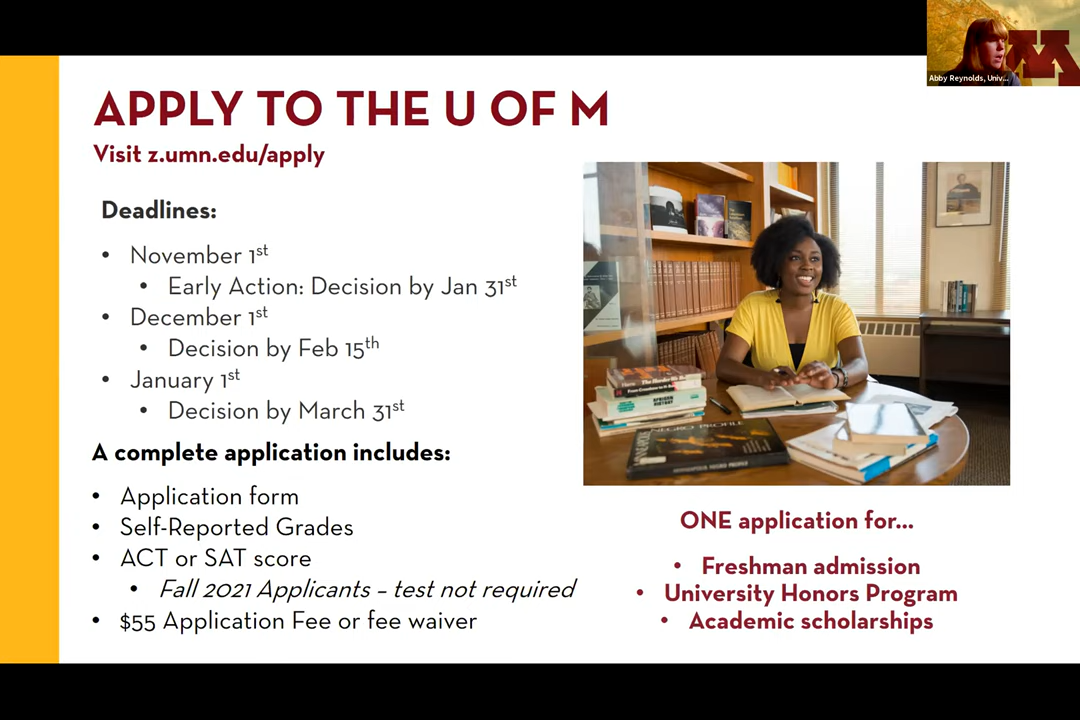 Abby Reynolds, Univ...
APPLY TO THE U OF M
Visit z.umn.edu/apply
Deadlines:
• November 1st
• Early Action: Decision by Jan 31st
• December 1st
• Decision by Feb 15th
• January 1st
• Decision by March 31st
A complete application includes:
• Application form
• Self-Reported Grades
• ACT or SAT score
• Fall 2021 Applicants – test not required
• $55 Application Fee or fee waiver
AFRICAN
HISTORY
NEGRO PROFILE
ONE application for...
• Freshman admission
• University Honors Program
• Academic scholarships